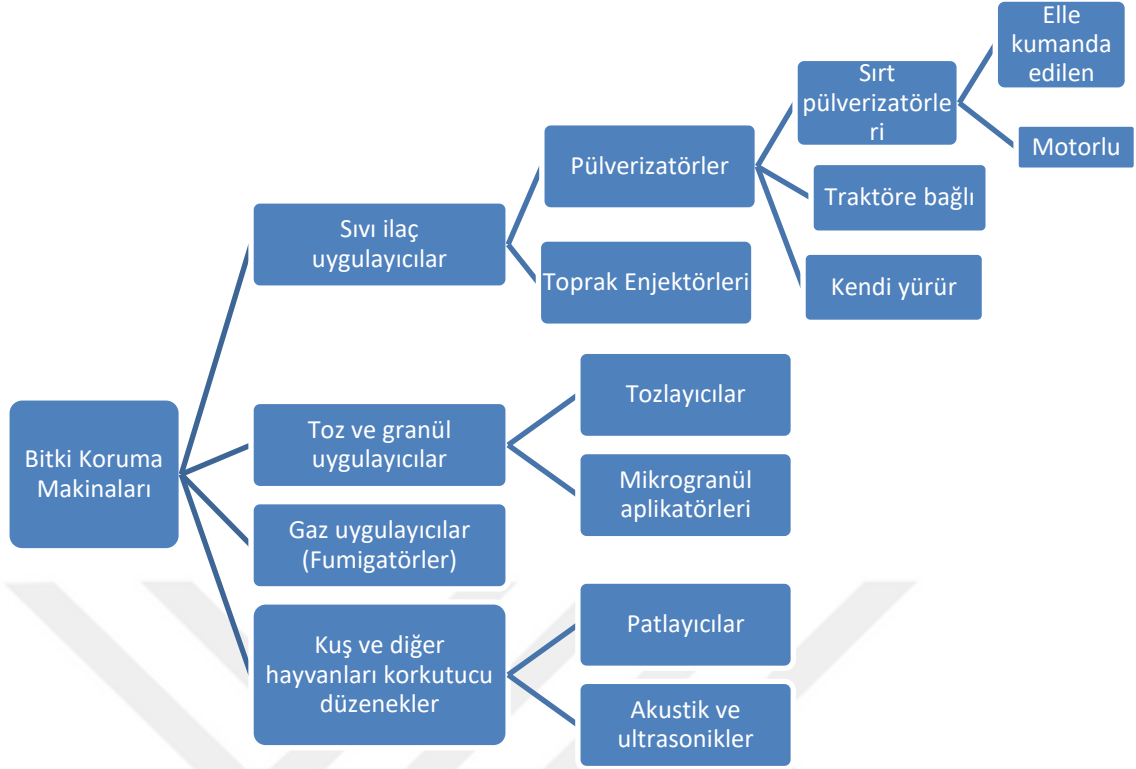 Bitki Koruma
Makinaları
Sıvı ilaç
uygulayıcılar
Pülverizatörler
Sırt
pülverizatörle
ri
Elle
kumanda
edilen
Motorlu
Traktöre bağlı
Kendi yürür
Toprak Enjektörleri
Toz ve granül
uygulayıcılar
Tozlayıcılar
Mikrogranül
aplikatörleri
Gaz uygulayıcılar
(Fumigatörler)
Kuş ve diğer
hayvanları korkutucu
düzenekler
Patlayıcılar
Akustik ve
ultrasonikler